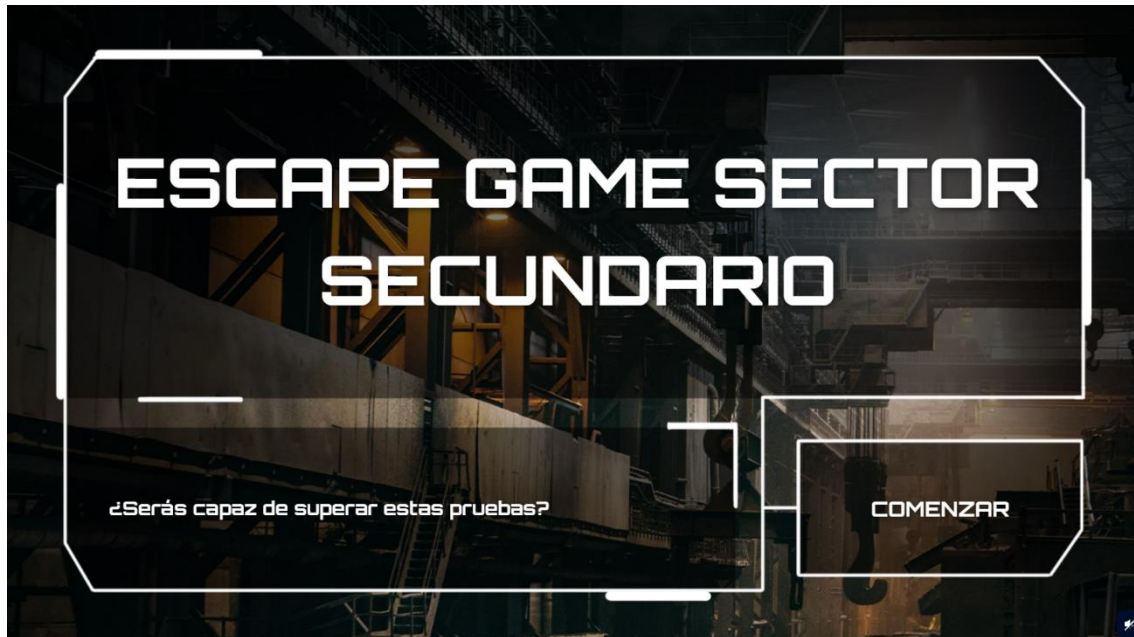 ESCAPE GAME SECTOR
SECUNDARIO
¿Serás capaz de superar estas pruebas?
COMENZAR